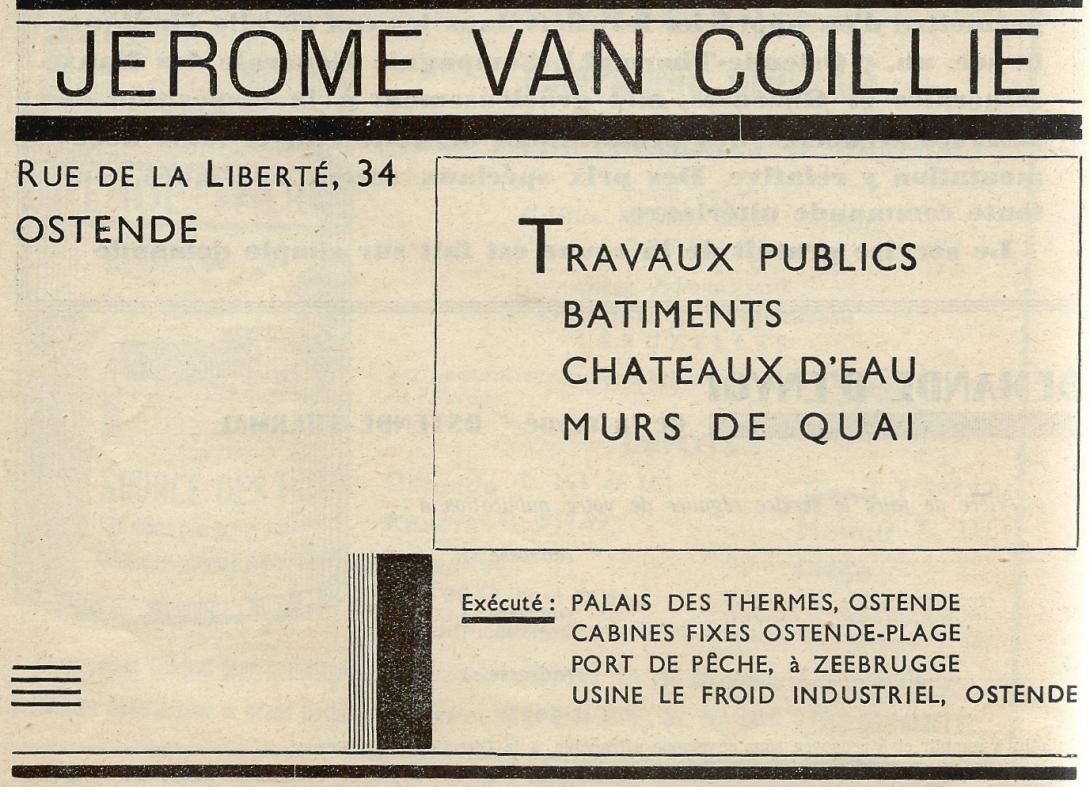 JEROME VAN COILLIE
RUE DE LA LIBERTÉ, 34
OSTENDE
TRAVAUX PUBLICS
BATIMENTS
CHATEAUX D'EAU
MURS DE QUAI
Exécuté : PALAIS DES THERMES, OSTENDE
CABINES FIXES OSTENDE-PLAGE
PORT DE PÊCHE, à ZEEBRUGGE
USINE LE FROID INDUSTRIEL, OSTENDE